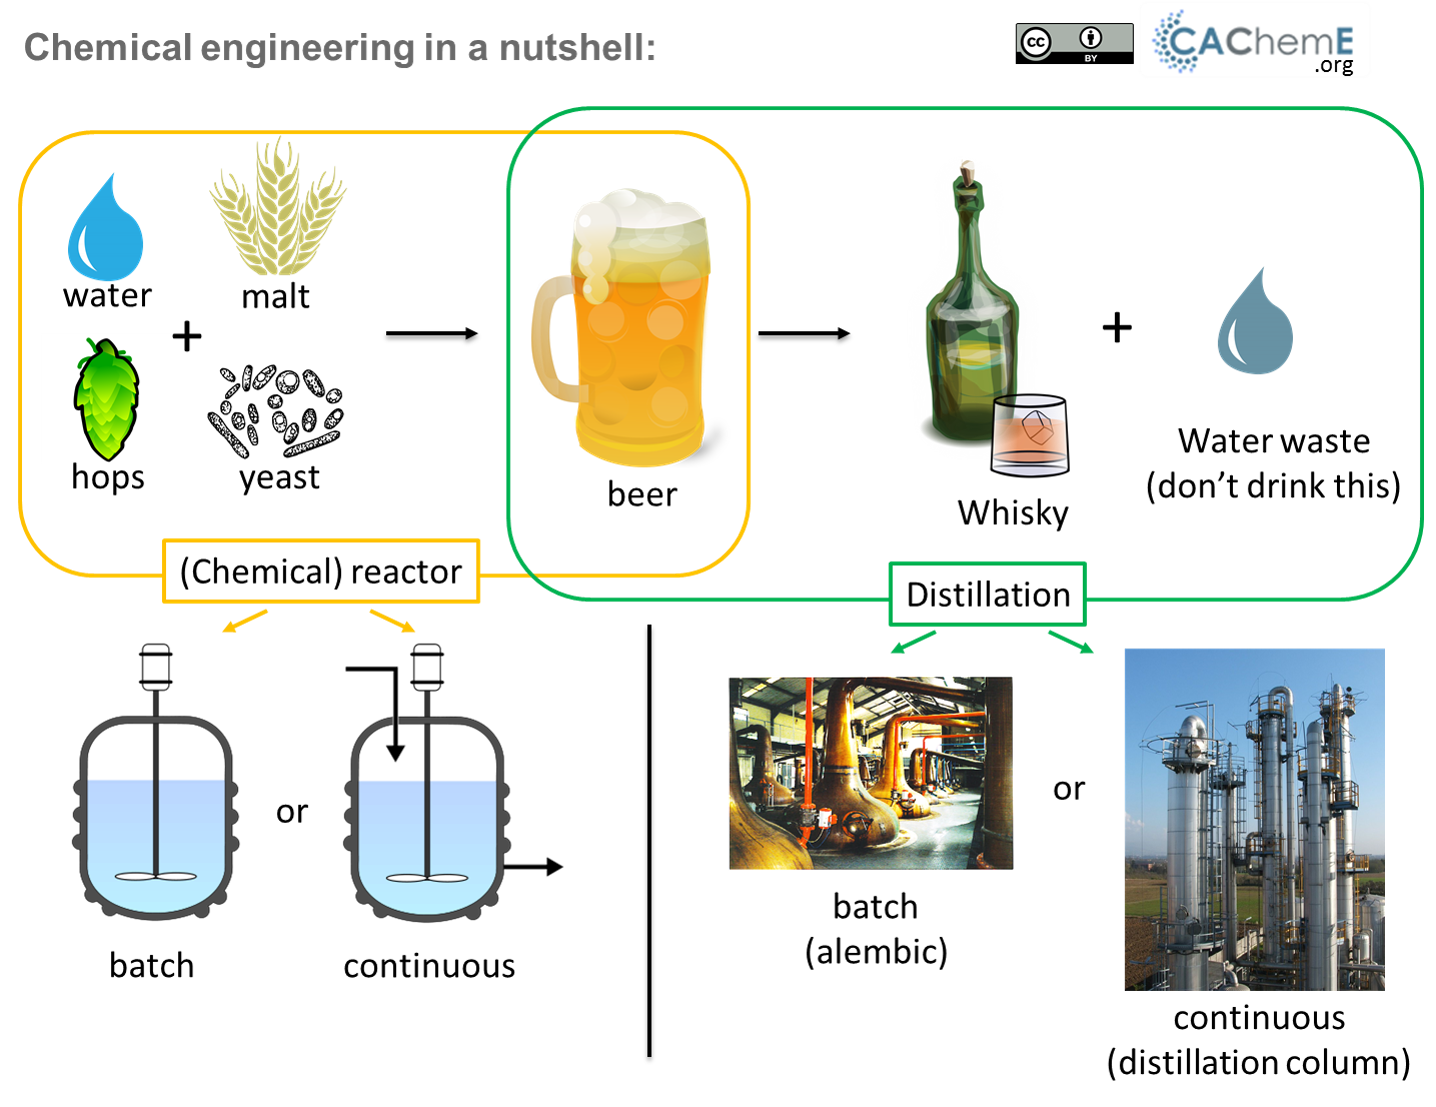 Chemical engineering in a nutshell:
cc
BY
CAChemE
.org
water
+
malt
hops
yeast
beer
+
Whisky
Water waste
(don’t drink this)
(Chemical) reactor
Distillation
or
batch
continuous
or
batch
(alembic)
continuous
(distillation column)